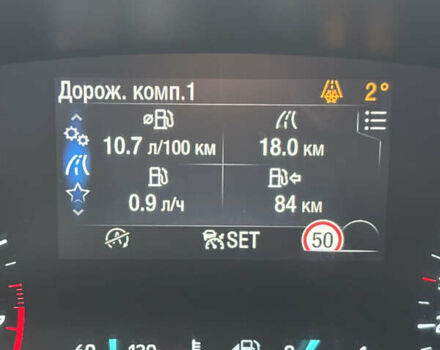 Дорож. комп.1 2°
10.7 л/100 км 18.0 км
0.9 л/ч 84 км
SET 50